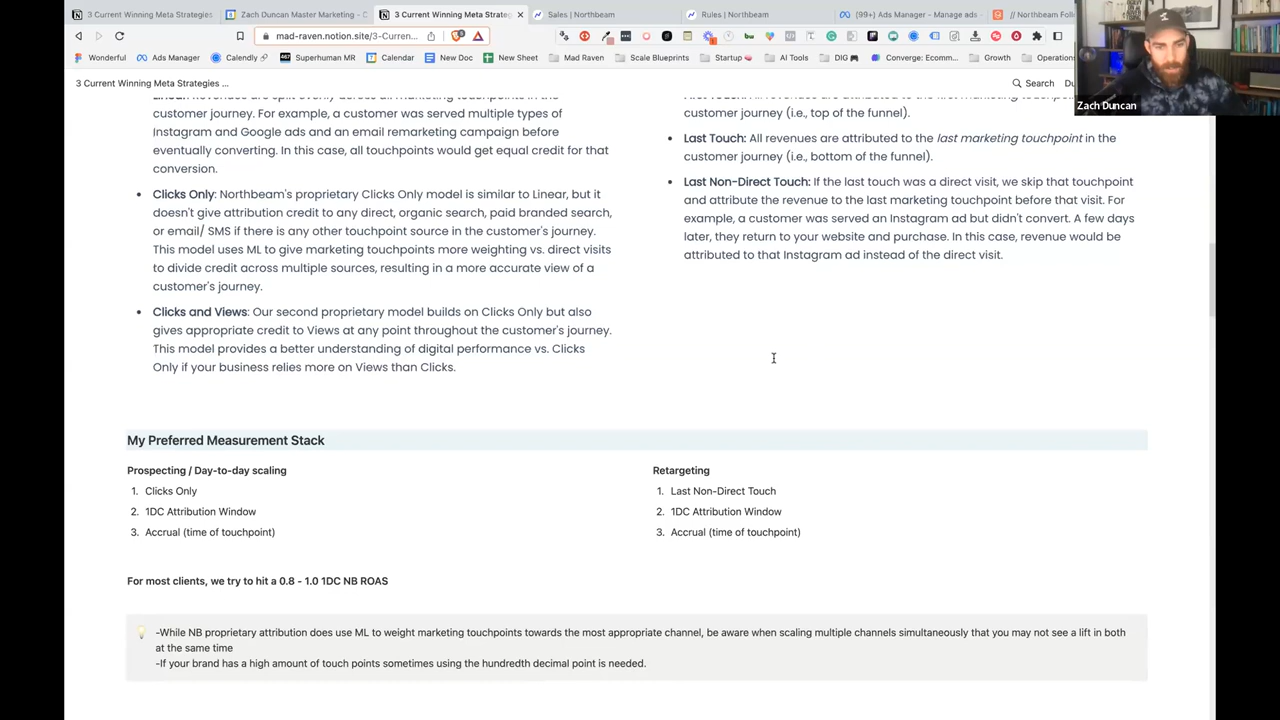 3 Current Winning Meta Strategies
Zach Duncan Master Marketing - C
3 Current Winning Meta Strateg
Sales | Northbeam
Rules | Northbeam
(99+) Ads Manager - Manage ads -
// Northbeam Follo
mad-raven.notion.site/3-Curren...
Wonderful
Ads Manager
Calendly
Superhuman MR
Calendar
New Doc
New Sheet
Mad Raven
Scale Blueprints
Startup
AI Tools
DIG
Converge: Ecomm...
Growth
Operations
3 Current Winning Meta Strategies ...
Search
Du
Zach Duncan
customer journey. For example, a customer was served multiple types of
Instagram and Google ads and an email remarketing campaign before
eventually converting. In this case, all touchpoints would get equal credit for that
conversion.
• Clicks Only: Northbeam's proprietary Clicks Only model is similar to Linear, but it
doesn't give attribution credit to any direct, organic search, paid branded search,
or email/ SMS if there is any other touchpoint source in the customer's journey.
This model uses ML to give marketing touchpoints more weighting vs. direct visits
to divide credit across multiple sources, resulting in a more accurate view of a
customer's journey.
• Clicks and Views: Our second proprietary model builds on Clicks Only but also
gives appropriate credit to Views at any point throughout the customer's journey.
This model provides a better understanding of digital performance vs. Clicks
Only if your business relies more on Views than Clicks.
customer journey (i.e., top of the funnel).
• Last Touch: All revenues are attributed to the last marketing touchpoint in the
customer journey (i.e., bottom of the funnel).
• Last Non-Direct Touch: If the last touch was a direct visit, we skip that touchpoint
and attribute the revenue to the last marketing touchpoint before that visit. For
example, a customer was served an Instagram ad but didn't convert. A few days
later, they return to your website and purchase. In this case, revenue would be
attributed to that Instagram ad instead of the direct visit.
My Preferred Measurement Stack
Prospecting / Day-to-day scaling
1. Clicks Only
2. 1DC Attribution Window
3. Accrual (time of touchpoint)
Retargeting
1. Last Non-Direct Touch
2. 1DC Attribution Window
3. Accrual (time of touchpoint)
For most clients, we try to hit a 0.8 - 1.0 1DC NB ROAS
-While NB proprietary attribution does use ML to weight marketing touchpoints towards the most appropriate channel, be aware when scaling multiple channels simultaneously that you may not see a lift in both
at the same time
-If your brand has a high amount of touch points sometimes using the hundredth decimal point is needed.